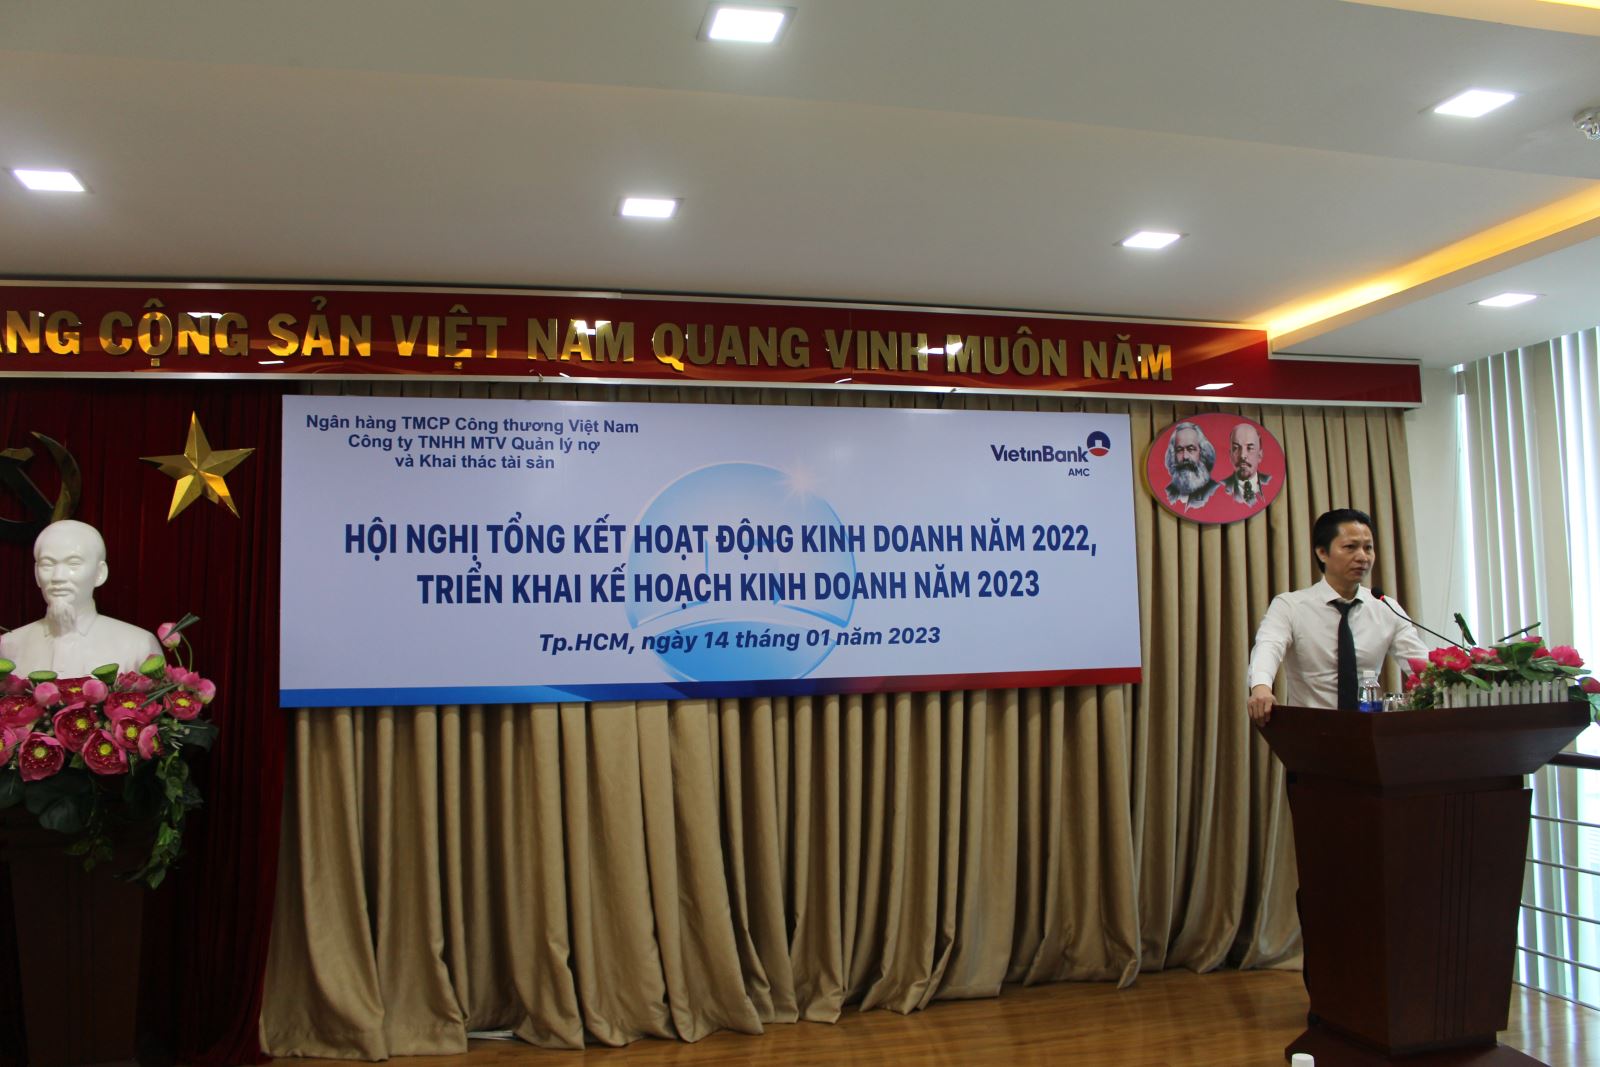 NG CỘNG SẢN VIỆT NAM QUANG VINH MUÔN NĂM
Ngân hàng TMCP Công thương Việt Nam
Công ty TNHH MTV Quản lý nợ
và Khai thác tài sản
VietinBank
AMC
HỘI NGHỊ TỔNG KẾT HOẠT ĐỘNG KINH DOANH NĂM 2022,
TRIỂN KHAI KẾ HOẠCH KINH DOANH NĂM 2023
Tp.HCM, ngày 14 tháng 01 năm 2023